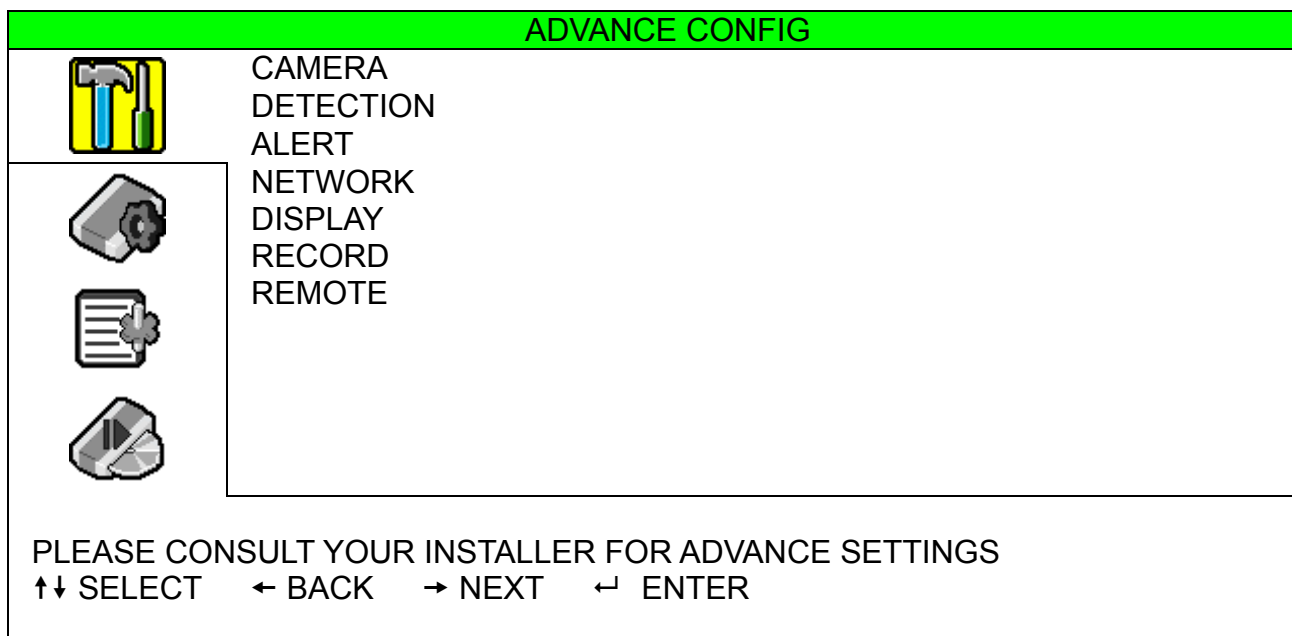 ADVANCE CONFIG
CAMERA
DETECTION
ALERT
NETWORK
DISPLAY
RECORD
REMOTE
PLEASE CONSULT YOUR INSTALLER FOR ADVANCE SETTINGS
↑↓ SELECT ← BACK → NEXT ↵ ENTER